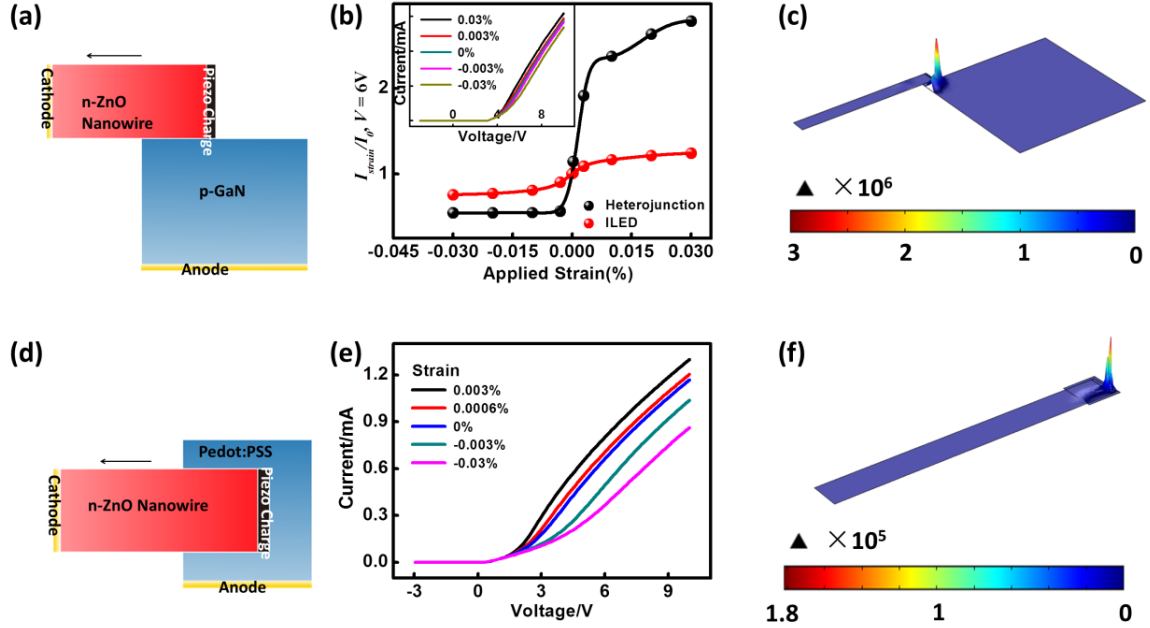 (a)
Cathode
n-ZnO
Nanowire
Piezo Charge
p-GaN
Anode
(b)
I_strain/I_0, V = 6V
2
1
Current/mA
0.03%
0.003%
0%
-0.003%
-0.03%
0 4 8
Voltage/V
Heterojunction
ILED
-0.045 -0.030 -0.015 0.000 0.015 0.030
Applied Strain(%)
(c)
▲ ×10⁶
3 2 1 0
(d)
Pedot:PSS
Cathode
n-ZnO Nanowire
Piezo Charge
Anode
(e)
Current/mA
1.2
0.9
0.6
0.3
0.0
Strain
0.003%
0.0006%
0%
-0.003%
-0.03%
-3 0 3 6 9
Voltage/V
(f)
▲ ×10⁵
1.8 1 0